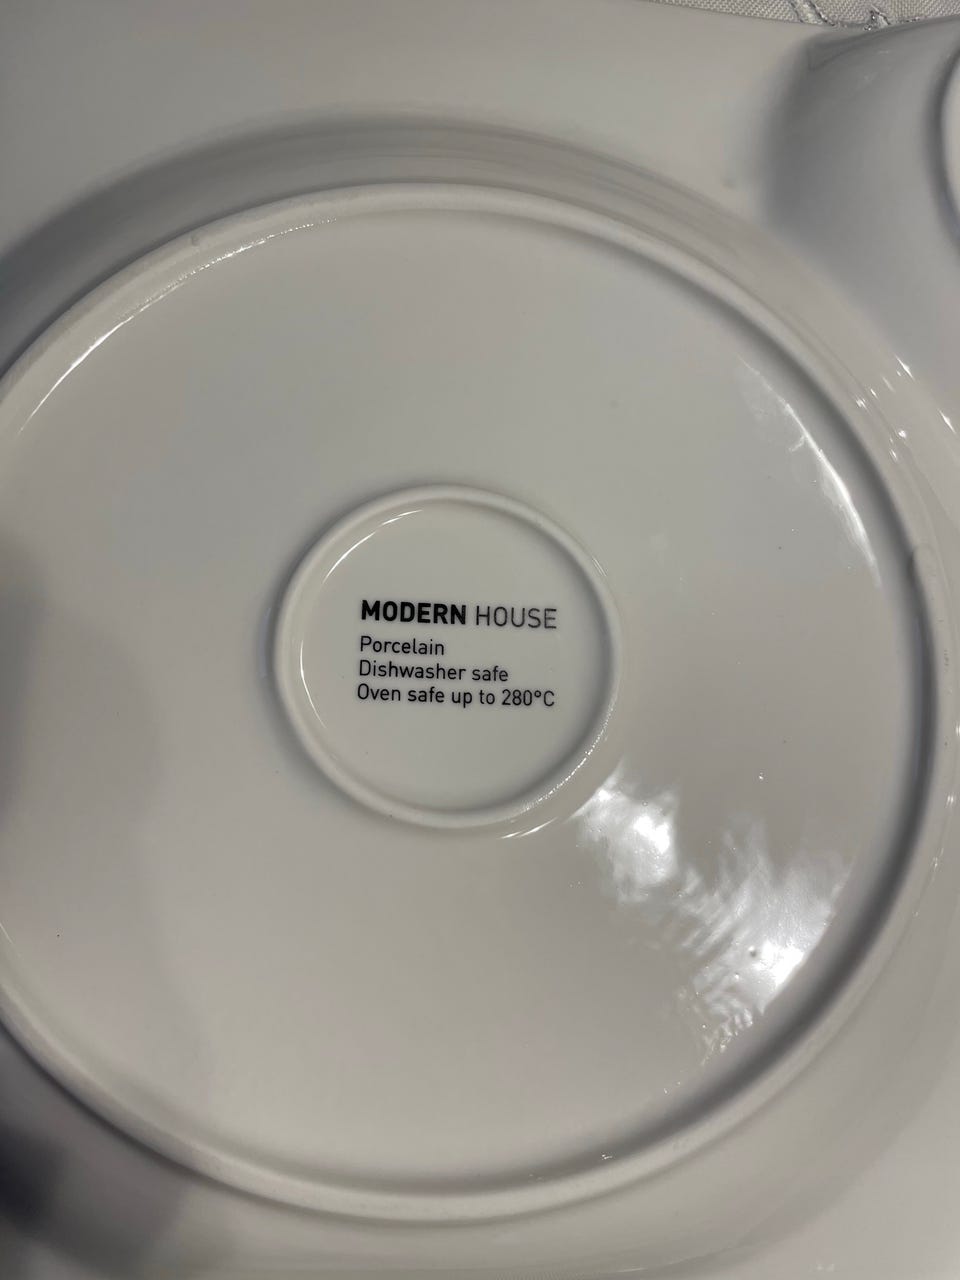 MODERN HOUSE
Porcelain
Dishwasher safe
Oven safe up to 280°C